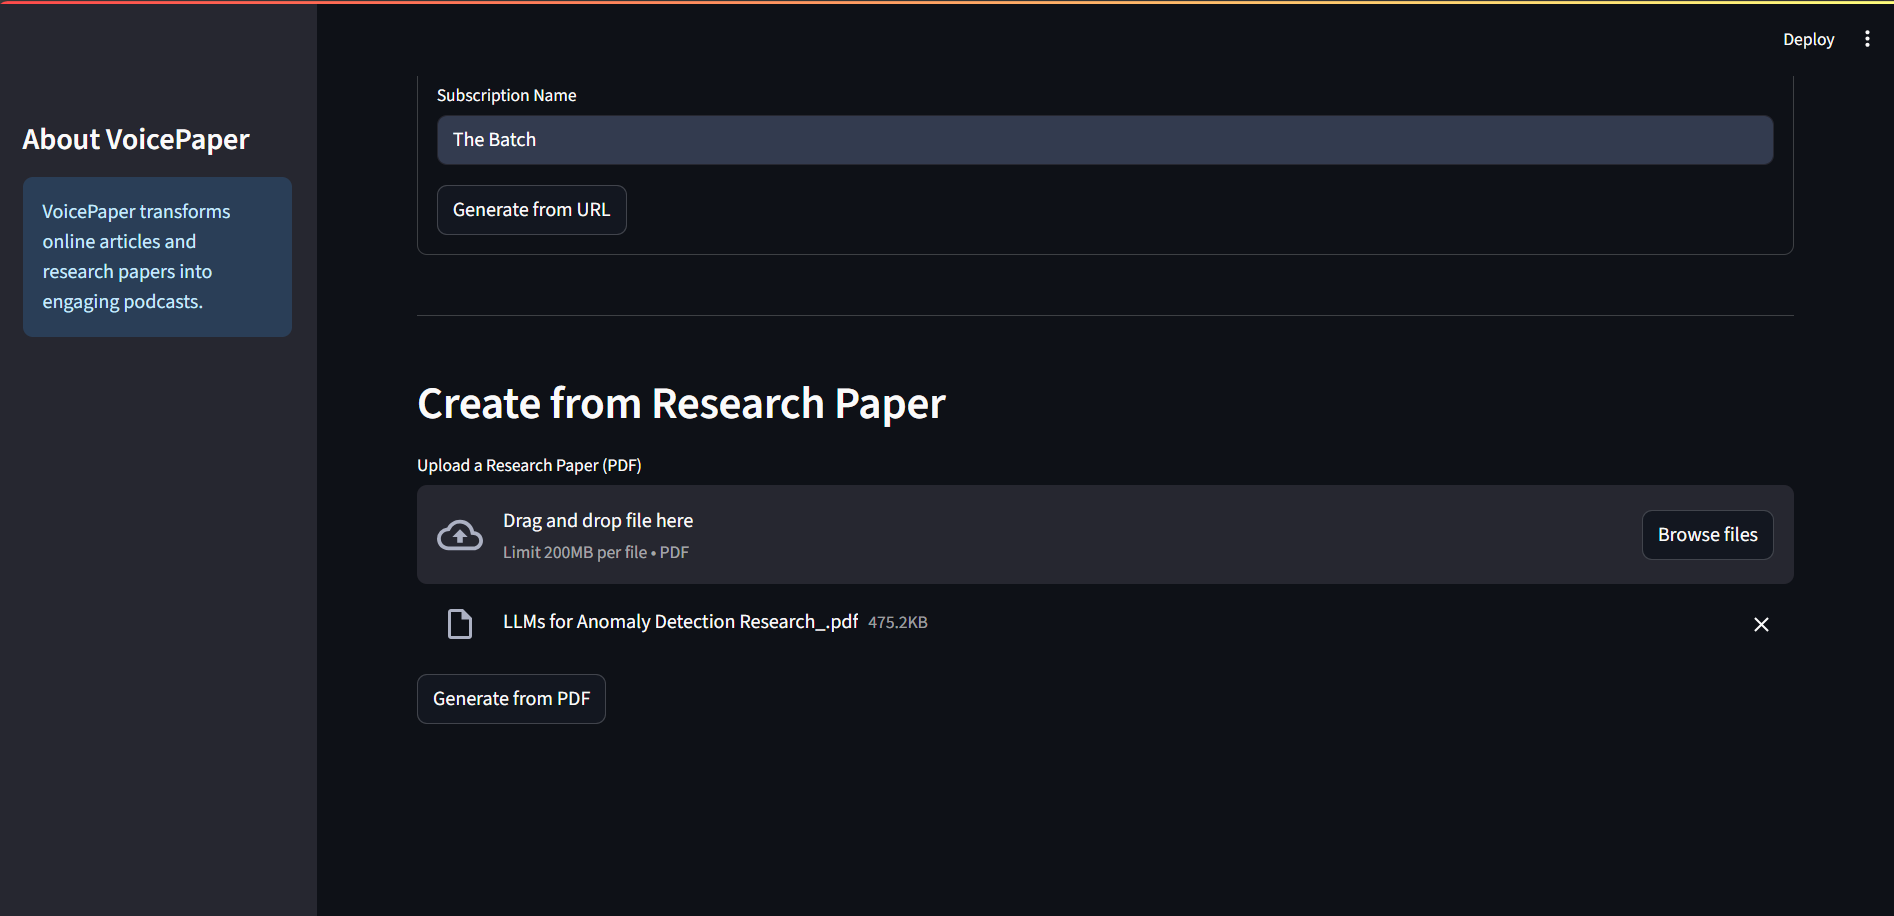 Deploy
About VoicePaper
VoicePaper transforms
online articles and
research papers into
engaging podcasts.
Subscription Name
The Batch
Generate from URL
Create from Research Paper
Upload a Research Paper (PDF)
Drag and drop file here
Limit 200MB per file • PDF
Browse files
LLMs for Anomaly Detection Research_.pdf 475.2KB
Generate from PDF